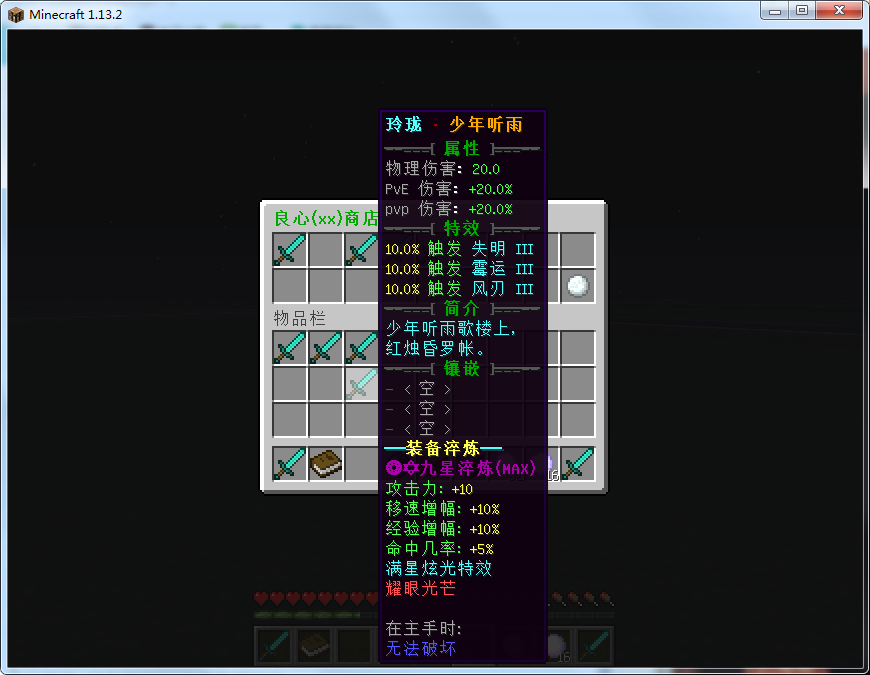 Minecraft 1.13.2
玲珑 · 少年听雨
[ 属性 ]
物理伤害: 20.0
PvE 伤害: +20.0%
pvp 伤害: +20.0%
良心(xx)商店
[ 特效 ]
10.0% 触发 失明 III
10.0% 触发 霉运 III
10.0% 触发 风刃 III
[ 简介 ]
物品栏
少年听雨歌楼上,
红烛昏罗帐。
[ 镶嵌 ]
- < 空 >
- < 空 >
- < 空 >
装备淬炼
✡九星淬炼(MAX)
16
攻击力: +10
移速增幅: +10%
经验增幅: +10%
命中几率: +5%
满星炫光特效
耀眼光芒
在主手时:
无法破坏
16